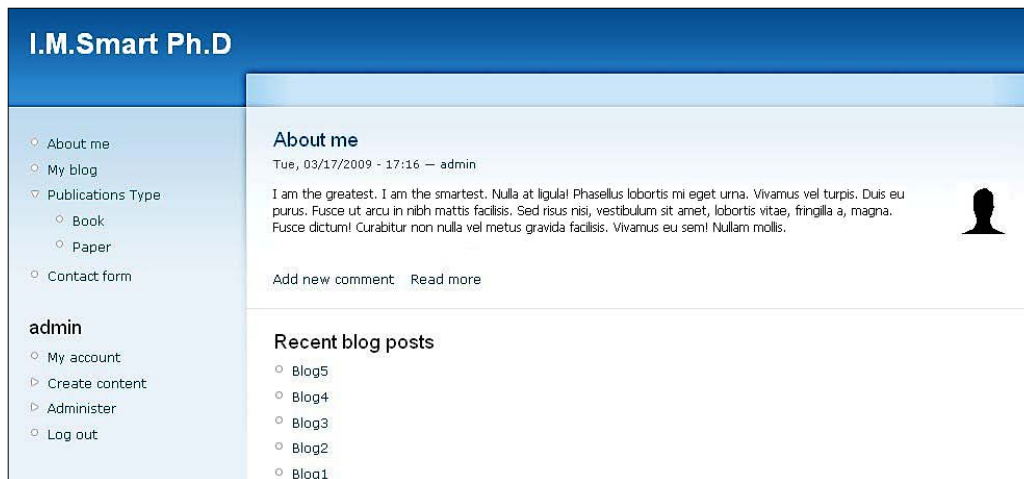 I.M.Smart Ph.D
About me
My blog
Publications Type
Book
Paper
Contact form
admin
My account
Create content
Administer
Log out
About me
Tue, 03/17/2009 - 17:16 — admin
I am the greatest. I am the smartest. Nulla at ligula! Phasellus lobortis mi eget urna. Vivamus vel turpis. Duis eu
purus. Fusce ut arcu in nibh mattis facilisis. Sed risus nisi, vestibulum sit amet, lobortis vitae, fringilla a, magna.
Fusce dictum! Curabitur non nulla vel metus gravida facilisis. Vivamus eu sem! Nullam mollis.
Add new comment Read more
Recent blog posts
Blog5
Blog4
Blog3
Blog2
Blog1